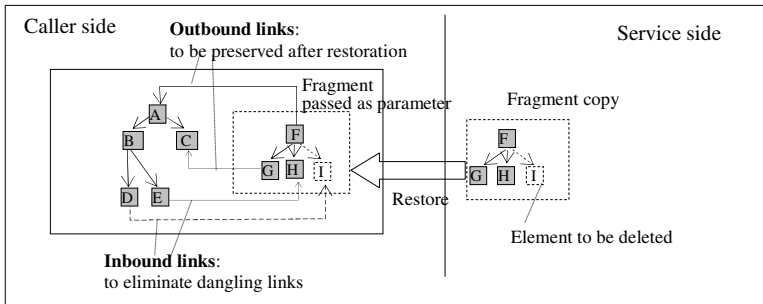 Caller side
Outbound links:
to be preserved after restoration
Service side
Fragment
passed as parameter
Fragment copy
A
B
C
F
G
H
I
D
E
F
G
H
I
Restore
Element to be deleted
Inbound links:
to eliminate dangling links